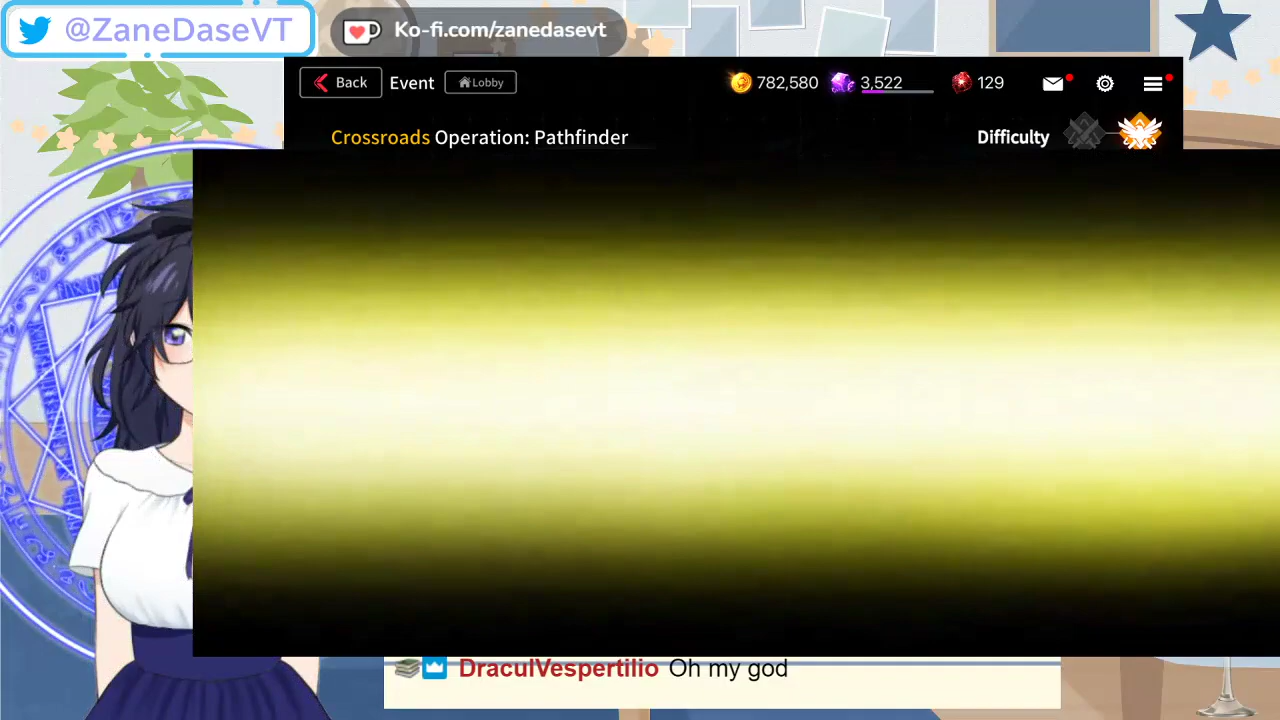 @ZaneDaseVT
Ko-fi.com/zanedasevt
Back Event Lobby 782,580 3,522 129
Crossroads Operation: Pathfinder Difficulty
DraculVespertilio Oh my god